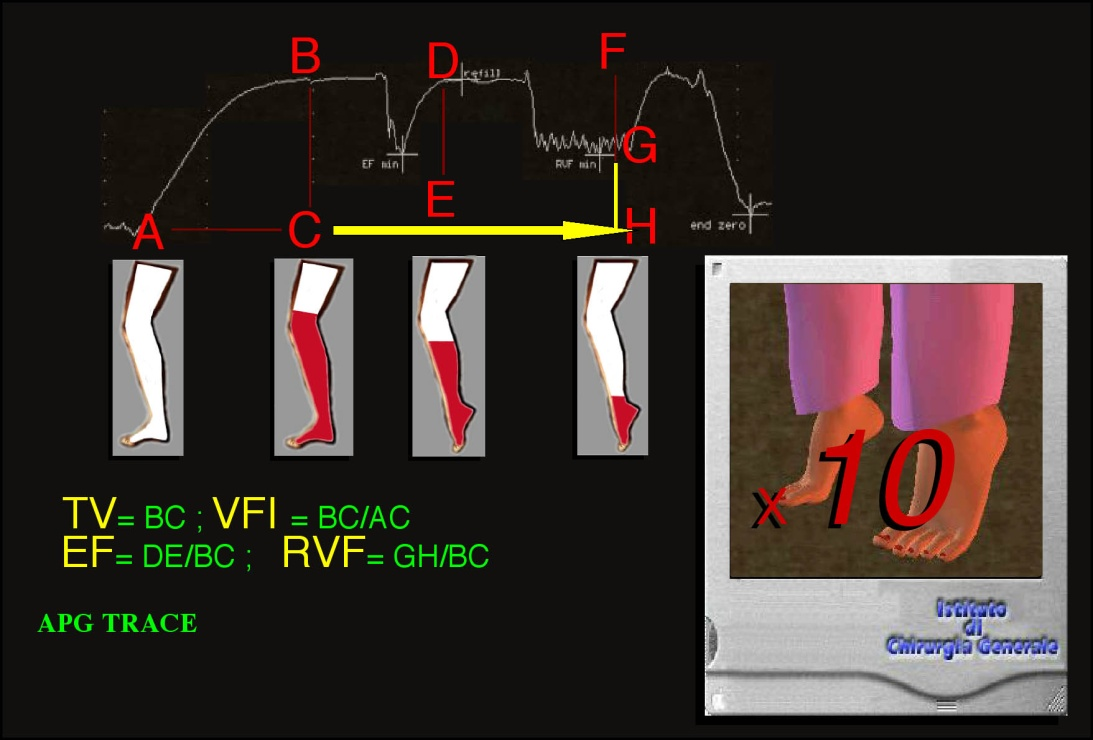 B
D
F
refill
G
EF min
RVF min
E
A
C
H
end zero
x 10
TV= BC ; VFI = BC/AC
EF= DE/BC ; RVF= GH/BC
APG TRACE
Istituto
di
Chirurgia Generale